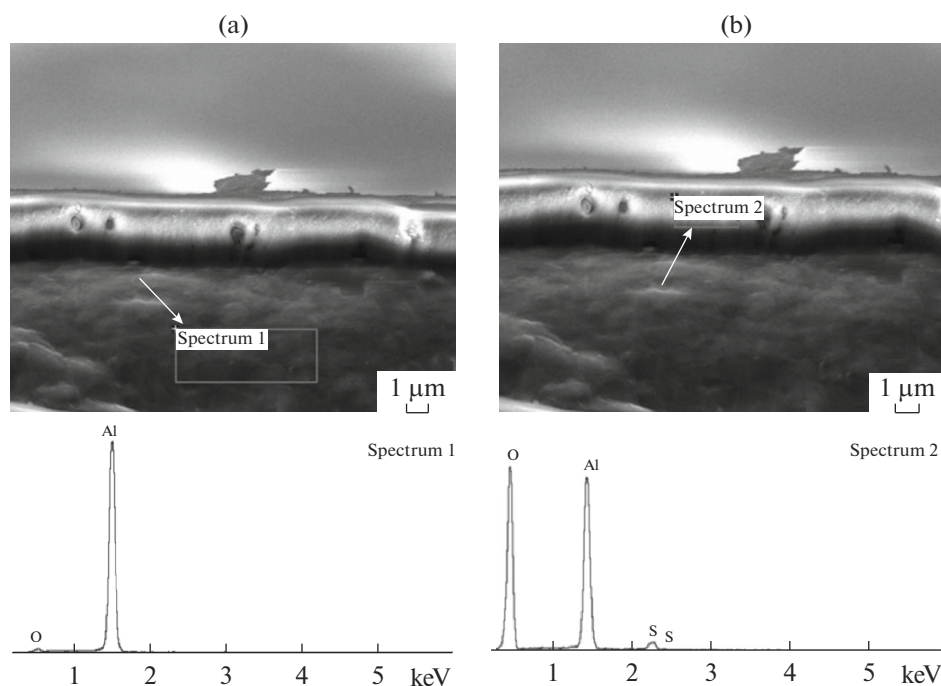 (a)
(b)
Spectrum 1
Spectrum 2
1 µm
1 µm
Al
Spectrum 1
O
1 2 3 4 5 keV
O
Al
Spectrum 2
S
S
1 2 3 4 5 keV